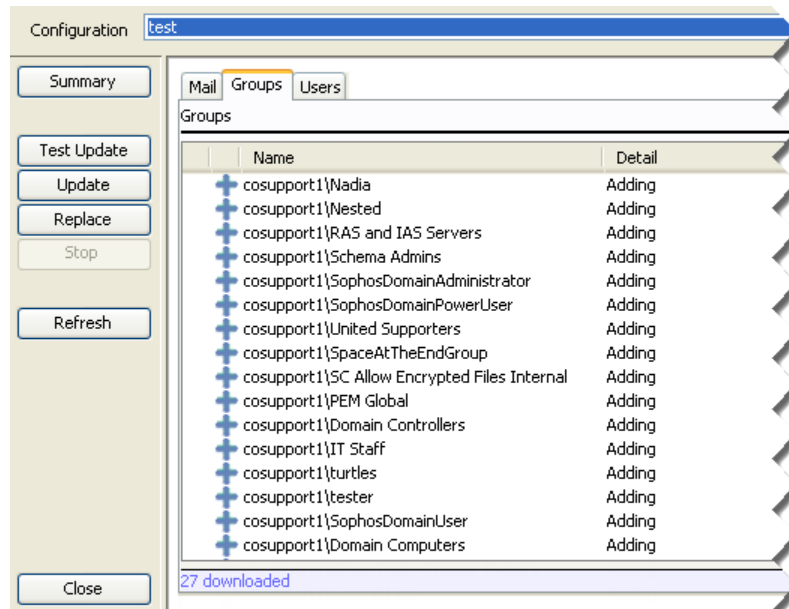 Configuration test
Summary
Test Update
Update
Replace
Stop
Refresh
Close
Mail Groups Users
Groups
Name Detail
cosupport1\Nadia Adding
cosupport1\Nested Adding
cosupport1\RAS and IAS Servers Adding
cosupport1\Schema Admins Adding
cosupport1\SophosDomainAdministrator Adding
cosupport1\SophosDomainPowerUser Adding
cosupport1\United Supporters Adding
cosupport1\SpaceAtTheEndGroup Adding
cosupport1\SC Allow Encrypted Files Internal Adding
cosupport1\PEM Global Adding
cosupport1\Domain Controllers Adding
cosupport1\IT Staff Adding
cosupport1\turtles Adding
cosupport1\tester Adding
cosupport1\SophosDomainUser Adding
cosupport1\Domain Computers Adding
27 downloaded